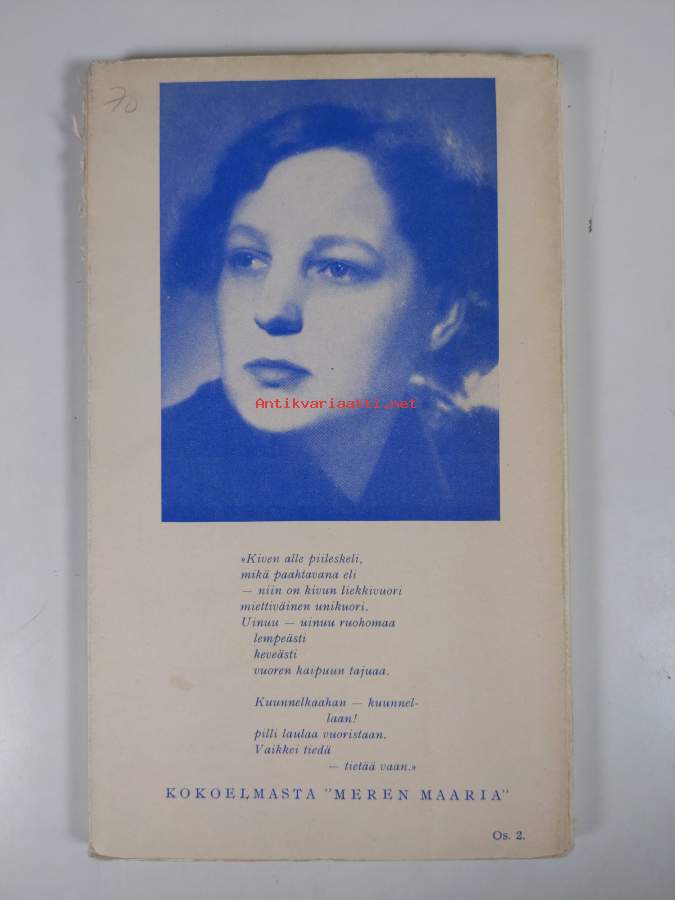 70
Antikvariaatti.net
»Kiven alle piileskeli,
mikä paahtavana eli
— niin on kivun liekkivuori
miettiväinen unikuori.
Uinuu — uinuu ruohomaa
lempeästi
keveästi
vuoren kaipuun tajuaa.
Kuunnelkaahan — kuunnel-
laan!
pilli laulaa vuoristaan.
Vaikkei tiedä
— tietää vaan.»
KOKOELMASTA "MEREN MAARIA"
Os. 2.